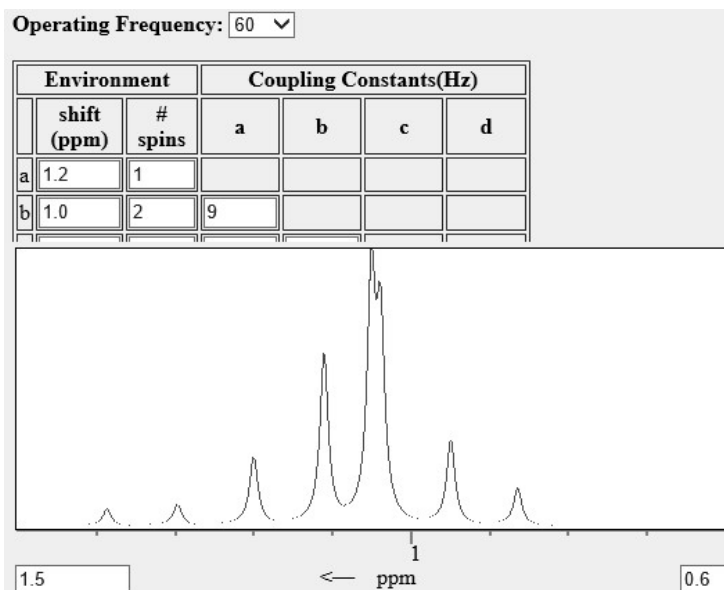 Operating Frequency: 60
Environment Coupling Constants(Hz)
shift (ppm) # spins a b c d
a 1.2 1
b 1.0 2 9
1
1.5 <— ppm 0.6